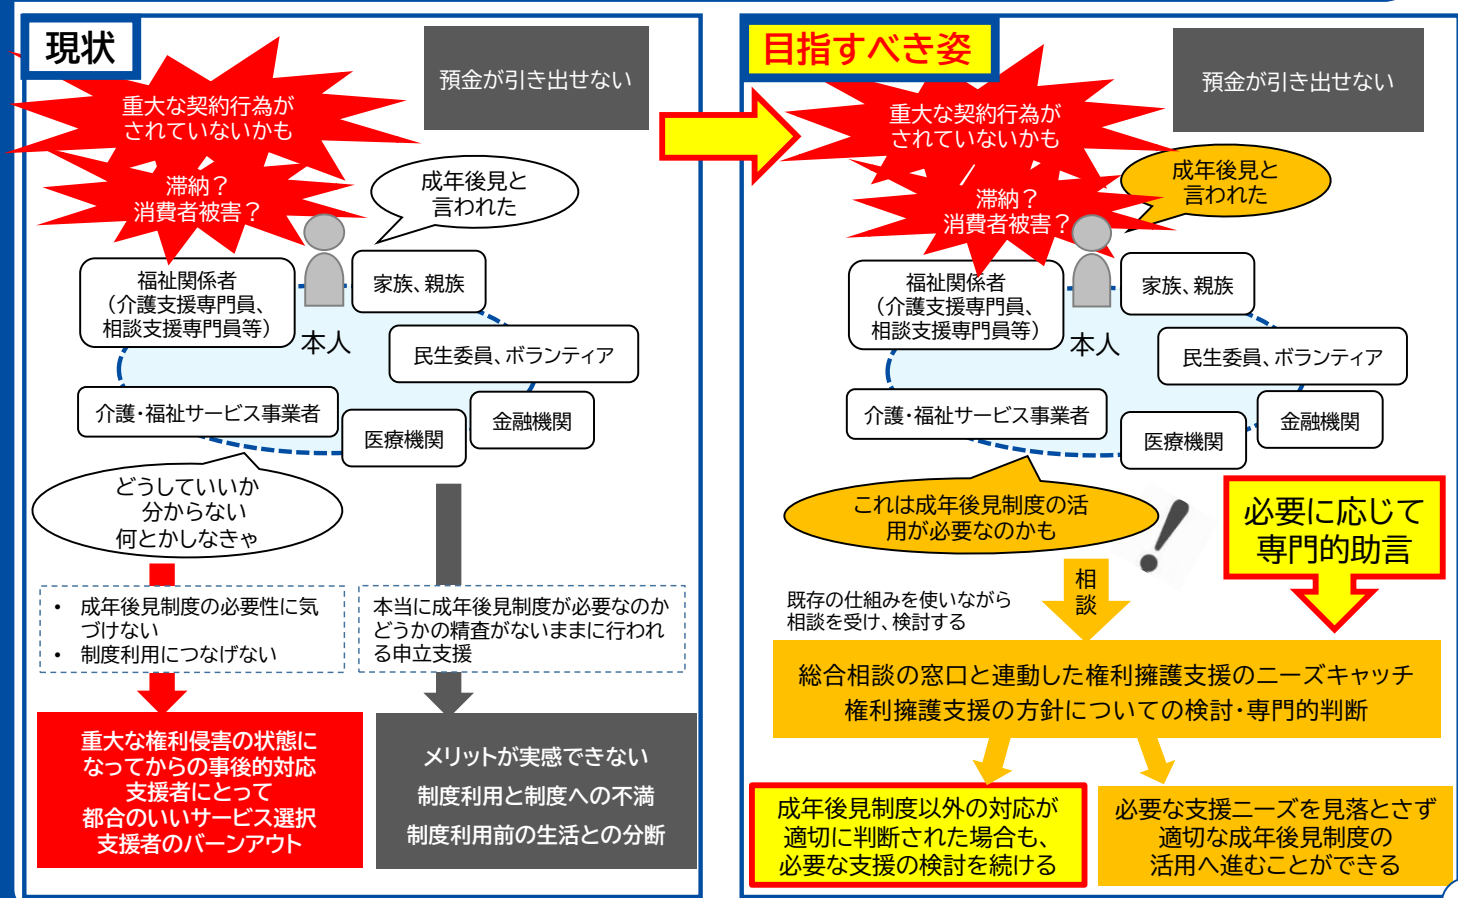 現状
預金が引き出せない
重大な契約行為が
されていないかも
滞納？
消費者被害？
成年後見と
言われた
福祉関係者
（介護支援専門員、
相談支援専門員等）
家族、親族
本人
民生委員、ボランティア
介護・福祉サービス事業者
金融機関
医療機関
どうしていいか
分からない
何とかしなきゃ
• 成年後見制度の必要性に気
づけない
• 制度利用につなげない
本当に成年後見制度が必要なのか
どうかの精査がないままに行われ
る申立支援
重大な権利侵害の状態に
なってからの事後的対応
支援者にとって
都合のいいサービス選択
支援者のバーンアウト
メリットが実感できない
制度利用と制度への不満
制度利用前の生活との分断
目指すべき姿
預金が引き出せない
重大な契約行為が
されていないかも
滞納？
消費者被害？
成年後見と
言われた
福祉関係者
（介護支援専門員、
相談支援専門員等）
家族、親族
本人
民生委員、ボランティア
介護・福祉サービス事業者
金融機関
医療機関
これは成年後見制度の活
用が必要なのかも
！
必要に応じて
専門的助言
相
談
既存の仕組みを使いながら
相談を受け、検討する
総合相談の窓口と連動した権利擁護支援のニーズキャッチ
権利擁護支援の方針についての検討・専門的判断
成年後見制度以外の対応が
適切に判断された場合も、
必要な支援の検討を続ける
必要な支援ニーズを見落とさず
適切な成年後見制度の
活用へ進むことができる